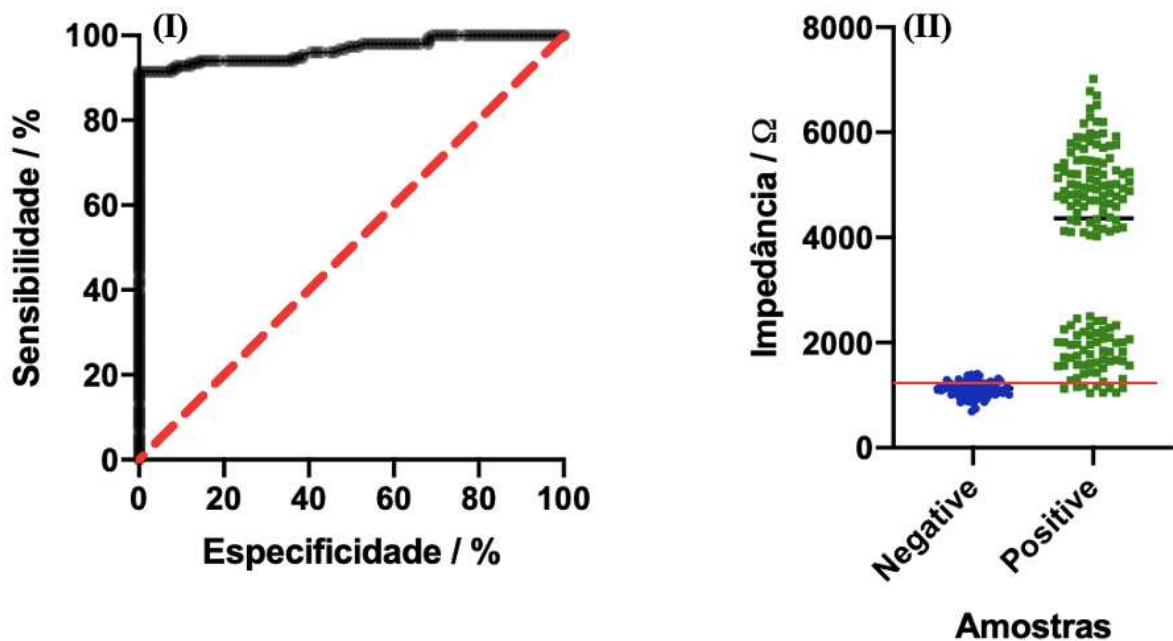 (I)
Sensibilidade / %
100
80
60
40
20
0
0 20 40 60 80 100
Especificidade / %
(II)
Impedância / Ω
8000
6000
4000
2000
0
Negative
Positive
Amostras